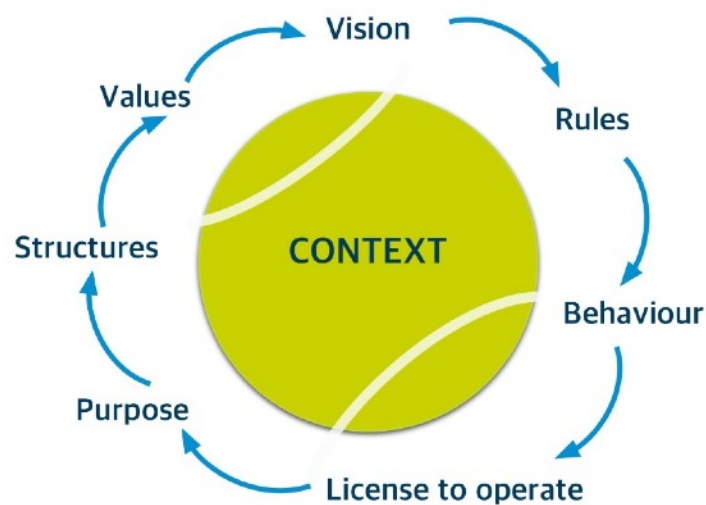 Vision
Values
Rules
Structures
CONTEXT
Behaviour
Purpose
License to operate